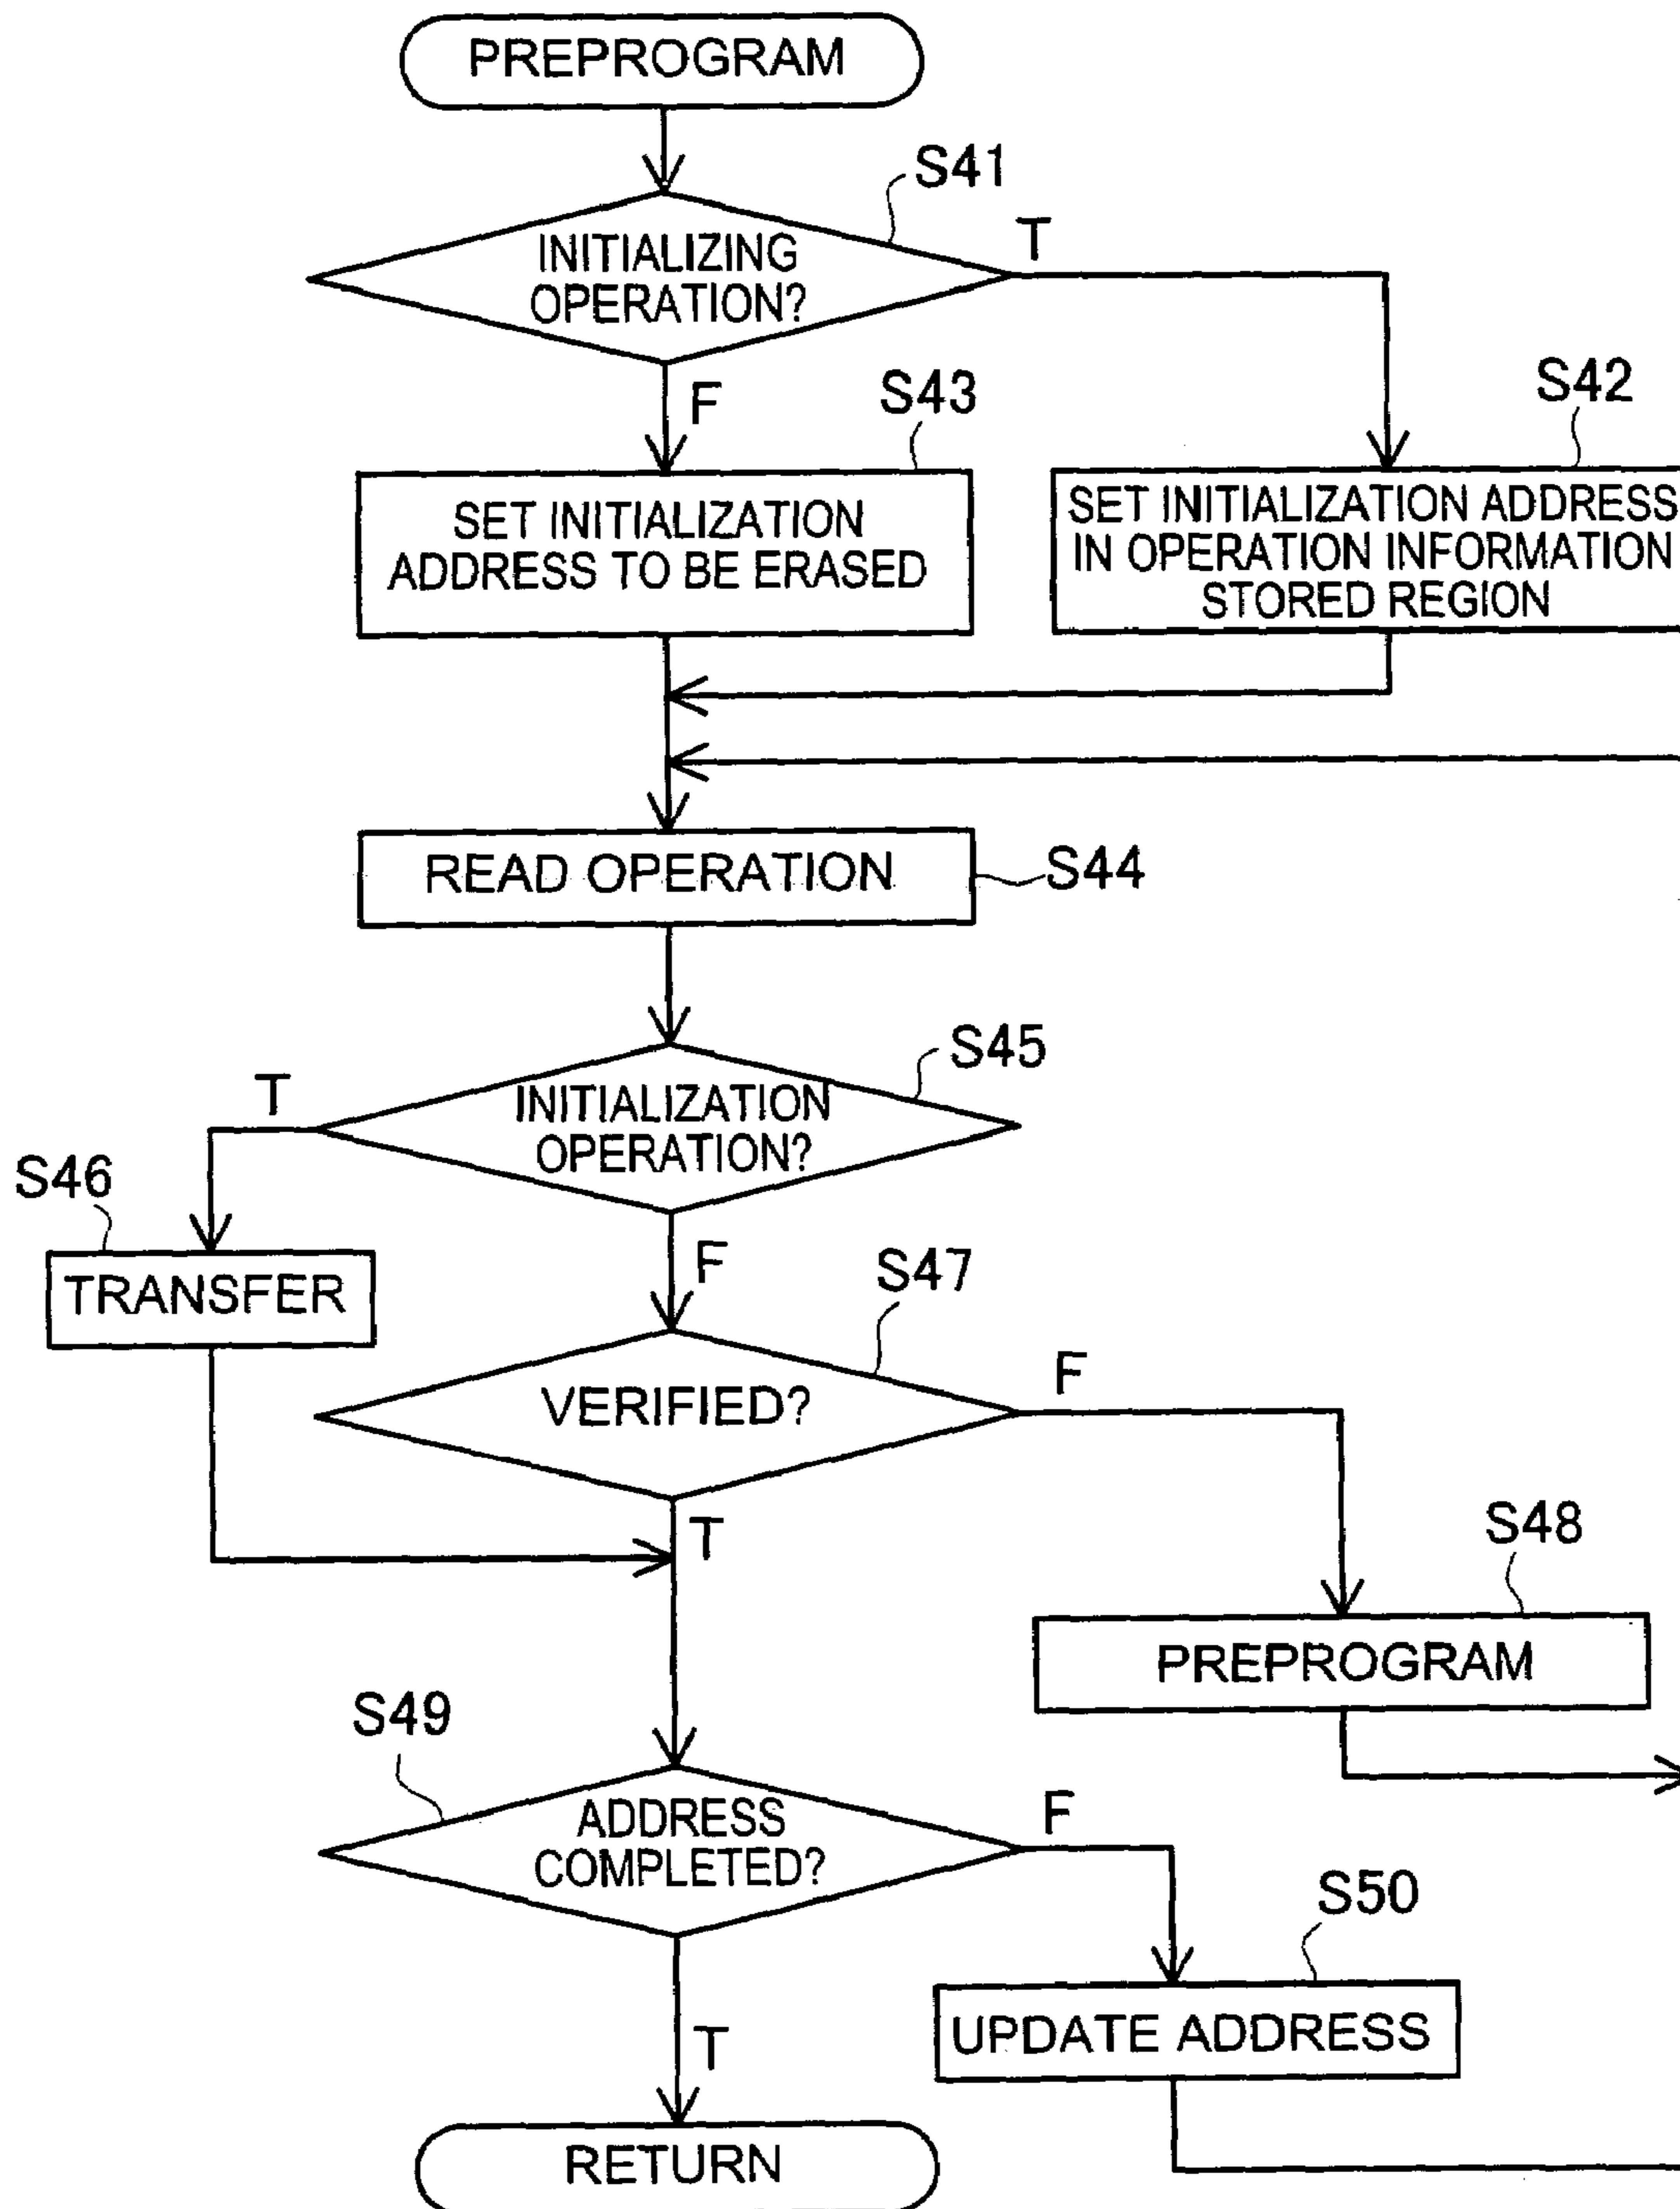 PREPROGRAM
S41
INITIALIZING
OPERATION?
T
F
S43
S42
SET INITIALIZATION
ADDRESS TO BE ERASED
SET INITIALIZATION ADDRESS
IN OPERATION INFORMATION
STORED REGION
READ OPERATION
S44
S45
T
INITIALIZATION
OPERATION?
S46
F
TRANSFER
S47
VERIFIED?
F
T
S48
PREPROGRAM
S49
ADDRESS
COMPLETED?
F
S50
UPDATE ADDRESS
T
RETURN